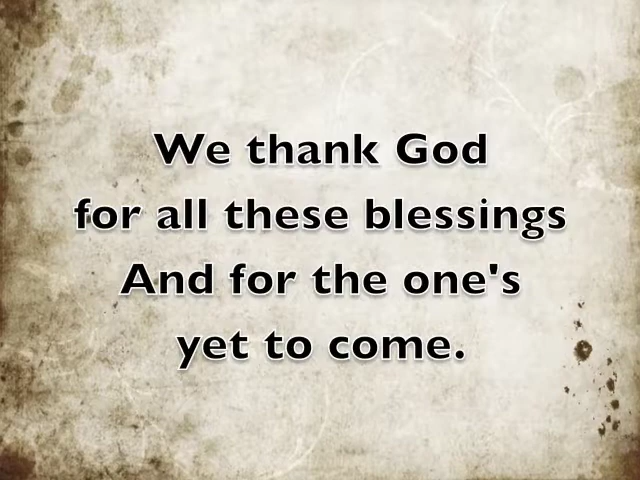 We thank God
for all these blessings
And for the one's
yet to come.